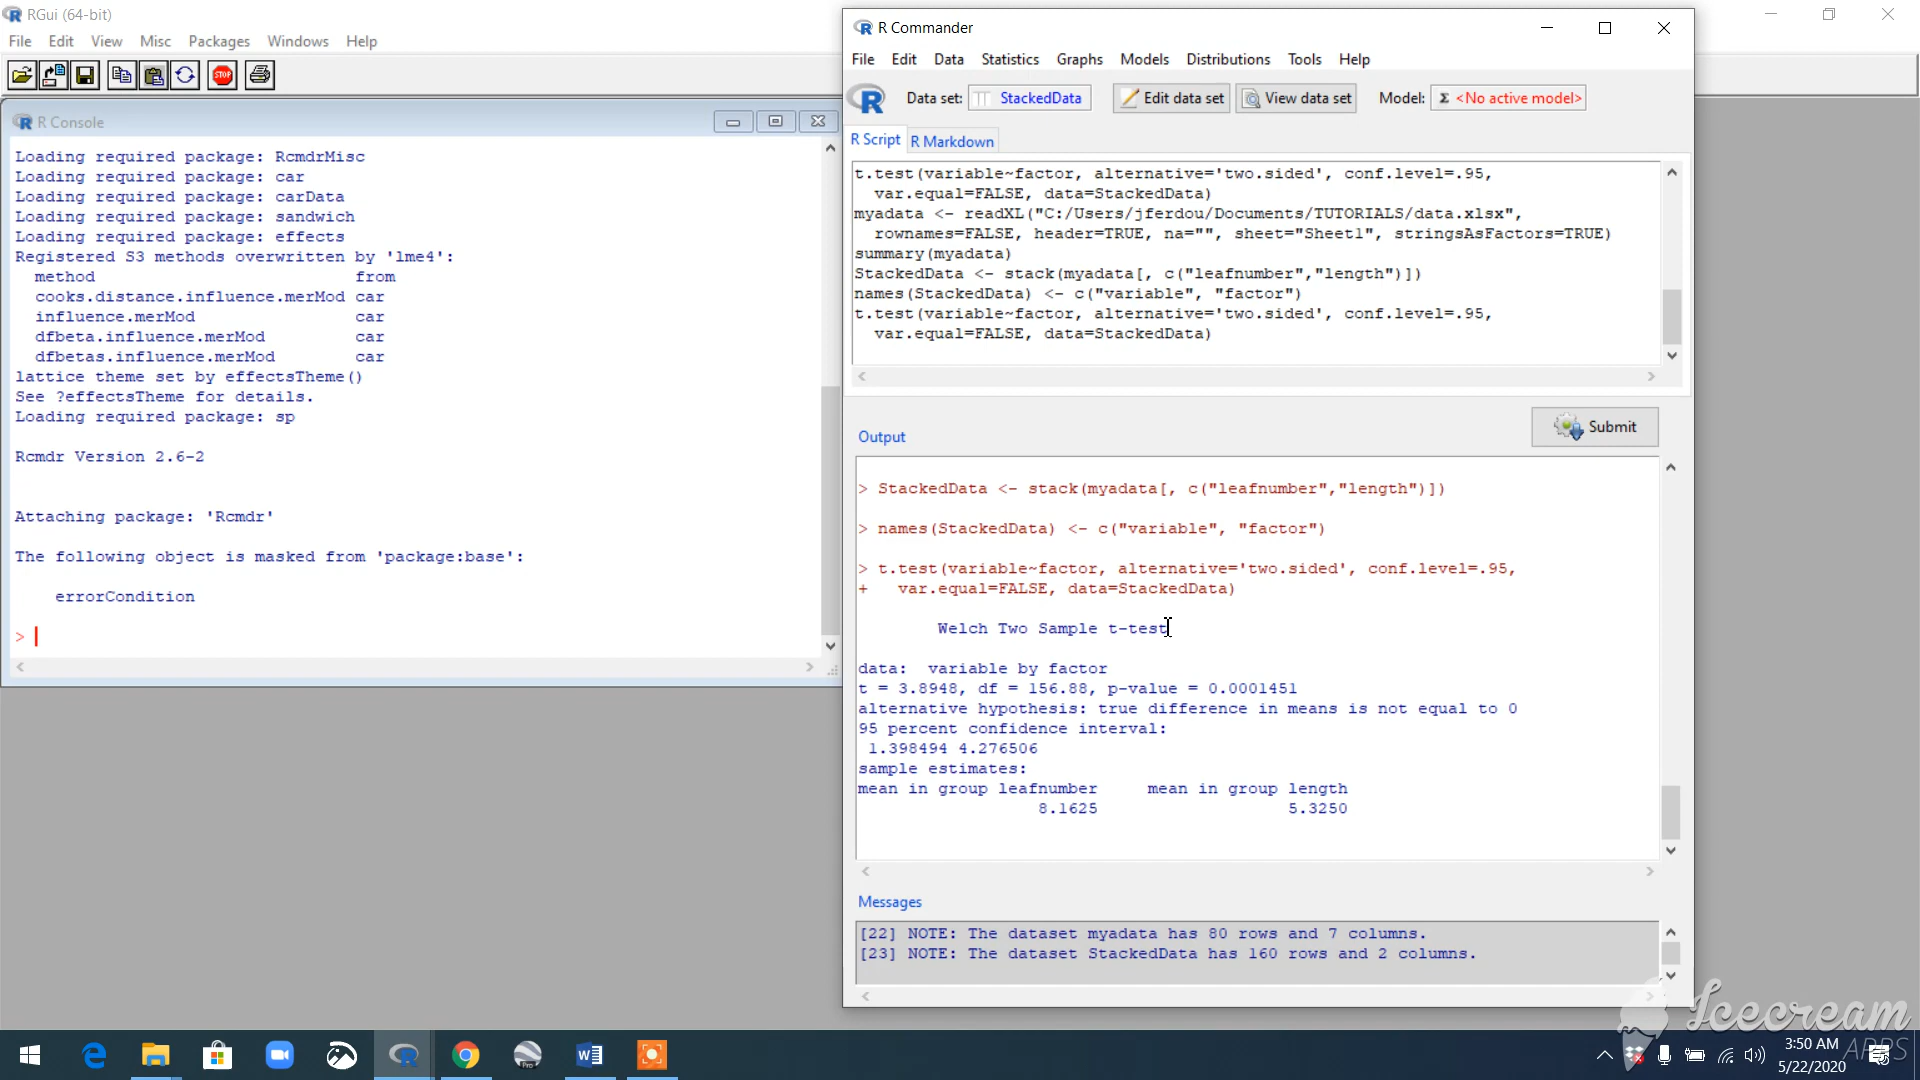 RGui (64-bit)
File Edit View Misc Packages Windows Help
STOP
R Console
Loading required package: RcmdrMisc
Loading required package: car
Loading required package: carData
Loading required package: sandwich
Loading required package: effects
Registered S3 methods overwritten by 'lme4':
method from
cooks.distance.influence.merMod car
influence.merMod car
dfbeta.influence.merMod car
dfbetas.influence.merMod car
lattice theme set by effectsTheme()
See ?effectsTheme for details.
Loading required package: sp
Rcmdr Version 2.6-2
Attaching package: 'Rcmdr'
The following object is masked from 'package:base':
errorCondition
>
R Commander
File Edit Data Statistics Graphs Models Distributions Tools Help
R Data set: StackedData Edit data set View data set Model: Σ <No active model>
R Script R Markdown
t.test(variable~factor, alternative='two.sided', conf.level=.95,
var.equal=FALSE, data=StackedData)
myadata <- readXL("C:/Users/jferdou/Documents/TUTORIALS/data.xlsx",
rownames=FALSE, header=TRUE, na="", sheet="Sheet1", stringsAsFactors=TRUE)
summary(myadata)
StackedData <- stack(myadata[, c("leafnumber","length")])
names(StackedData) <- c("variable", "factor")
t.test(variable~factor, alternative='two.sided', conf.level=.95,
var.equal=FALSE, data=StackedData)
Submit
Output
> StackedData <- stack(myadata[, c("leafnumber","length")])
> names(StackedData) <- c("variable", "factor")
> t.test(variable~factor, alternative='two.sided', conf.level=.95,
+ var.equal=FALSE, data=StackedData)
Welch Two Sample t-test
data: variable by factor
t = 3.8948, df = 156.88, p-value = 0.0001451
alternative hypothesis: true difference in means is not equal to 0
95 percent confidence interval:
1.398494 4.276506
sample estimates:
mean in group leafnumber mean in group length
8.1625 5.3250
Messages
[22] NOTE: The dataset myadata has 80 rows and 7 columns.
[23] NOTE: The dataset StackedData has 160 rows and 2 columns.
Icecream
APPS
Pro
3:50 AM
5/22/2020